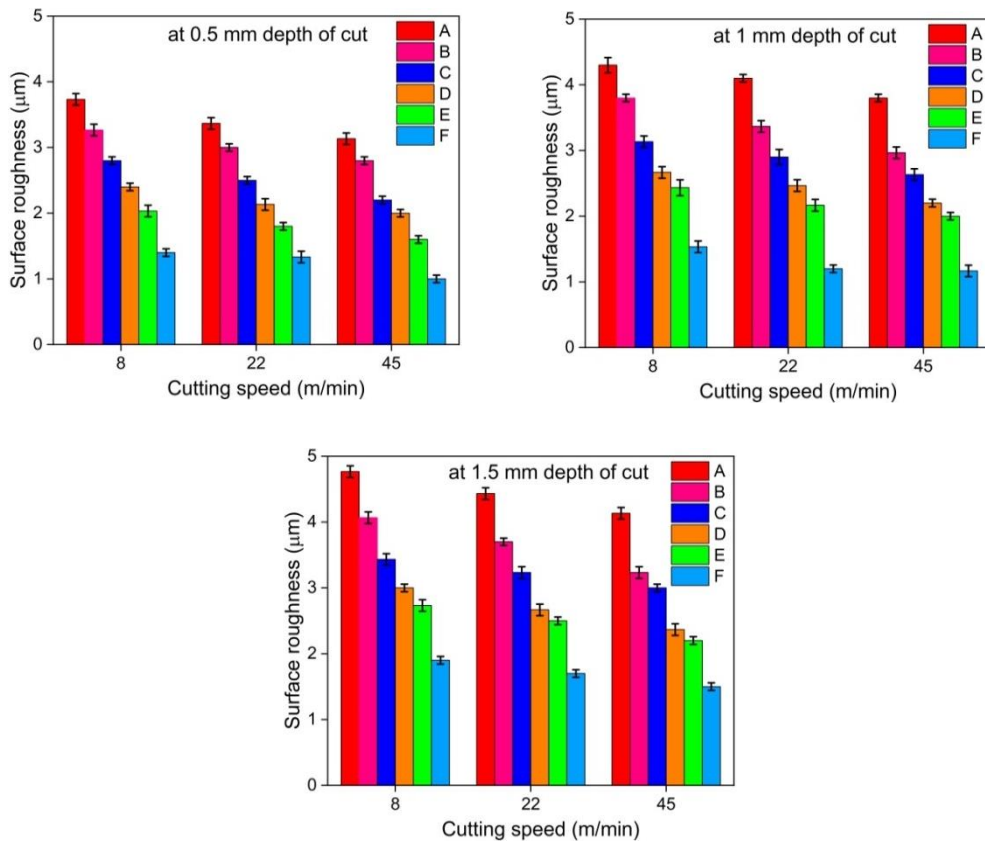 at 0.5 mm depth of cut
A
B
C
D
E
F
Surface roughness (μm)
5
4
3
2
1
0
8 22 45
Cutting speed (m/min)
at 1 mm depth of cut
A
B
C
D
E
F
Surface roughness (μm)
5
4
3
2
1
0
8 22 45
Cutting speed (m/min)
at 1.5 mm depth of cut
A
B
C
D
E
F
Surface roughness (μm)
5
4
3
2
1
0
8 22 45
Cutting speed (m/min)